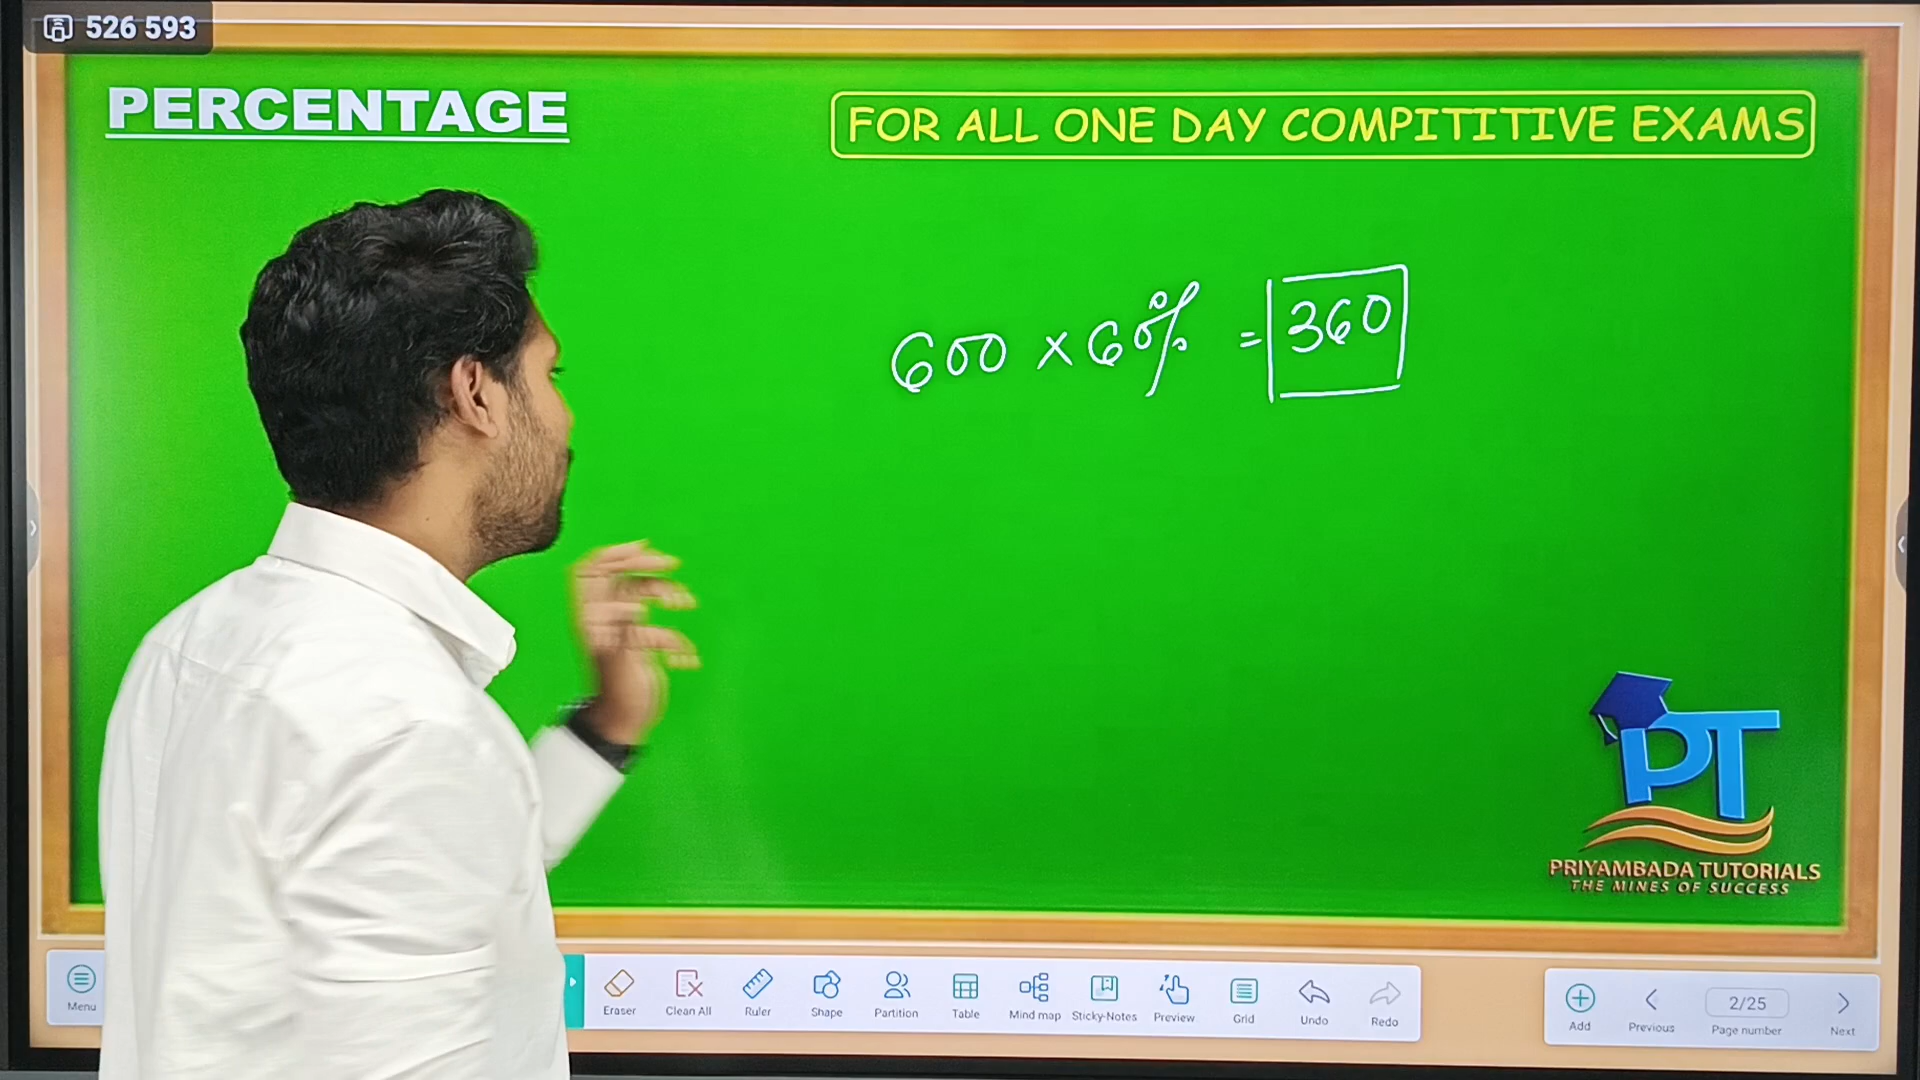 526 593
PERCENTAGE
FOR ALL ONE DAY COMPITITIVE EXAMS
600 × 60% = 360
PT
PRIYAMBADA TUTORIALS
THE MINES OF SUCCESS
Menu
Eraser
Clean All
Ruler
Shape
Partition
Table
Mind map
Sticky-Notes
Preview
Grid
Undo
Redo
Add
Previous
2/25
Page number
Next